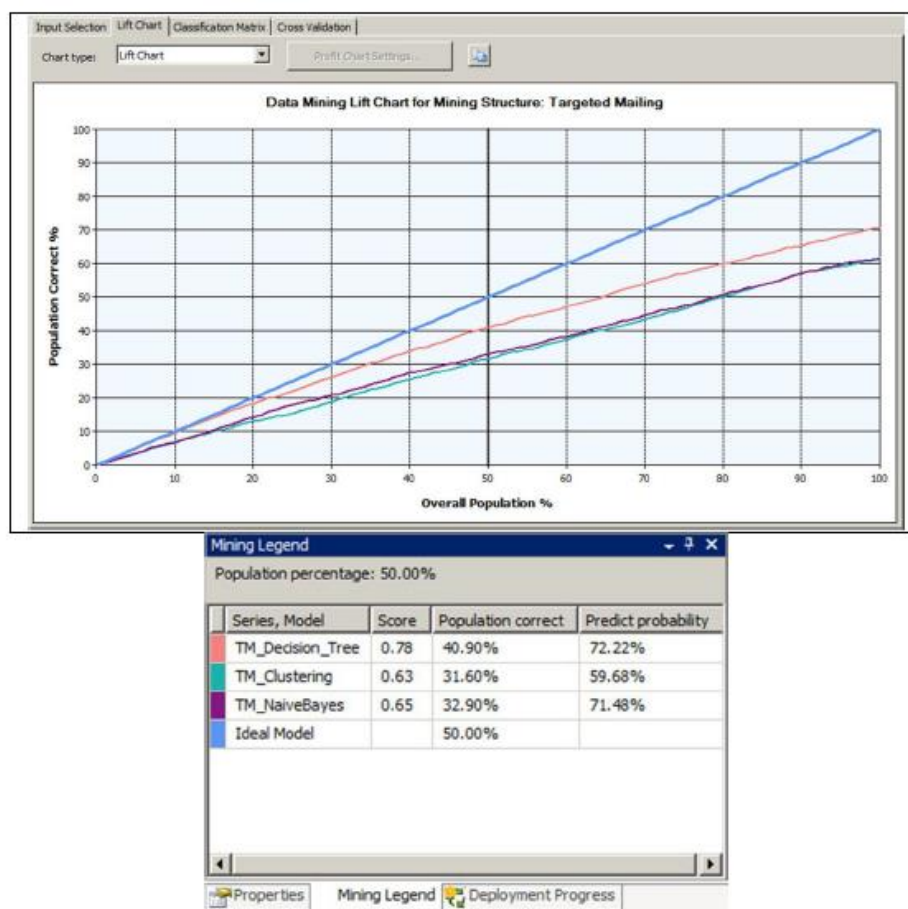 Input Selection Lift Chart Classification Matrix Cross Validation
Chart type: Lift Chart Profit Chart Settings...
Data Mining Lift Chart for Mining Structure: Targeted Mailing
Population Correct %
100
90
80
70
60
50
40
30
20
10
0
0 10 20 30 40 50 60 70 80 90 100
Overall Population %
Mining Legend
Population percentage: 50.00%
Series, Model Score Population correct Predict probability
TM_Decision_Tree 0.78 40.90% 72.22%
TM_Clustering 0.63 31.60% 59.68%
TM_NaiveBayes 0.65 32.90% 71.48%
Ideal Model 50.00%
Properties Mining Legend Deployment Progress